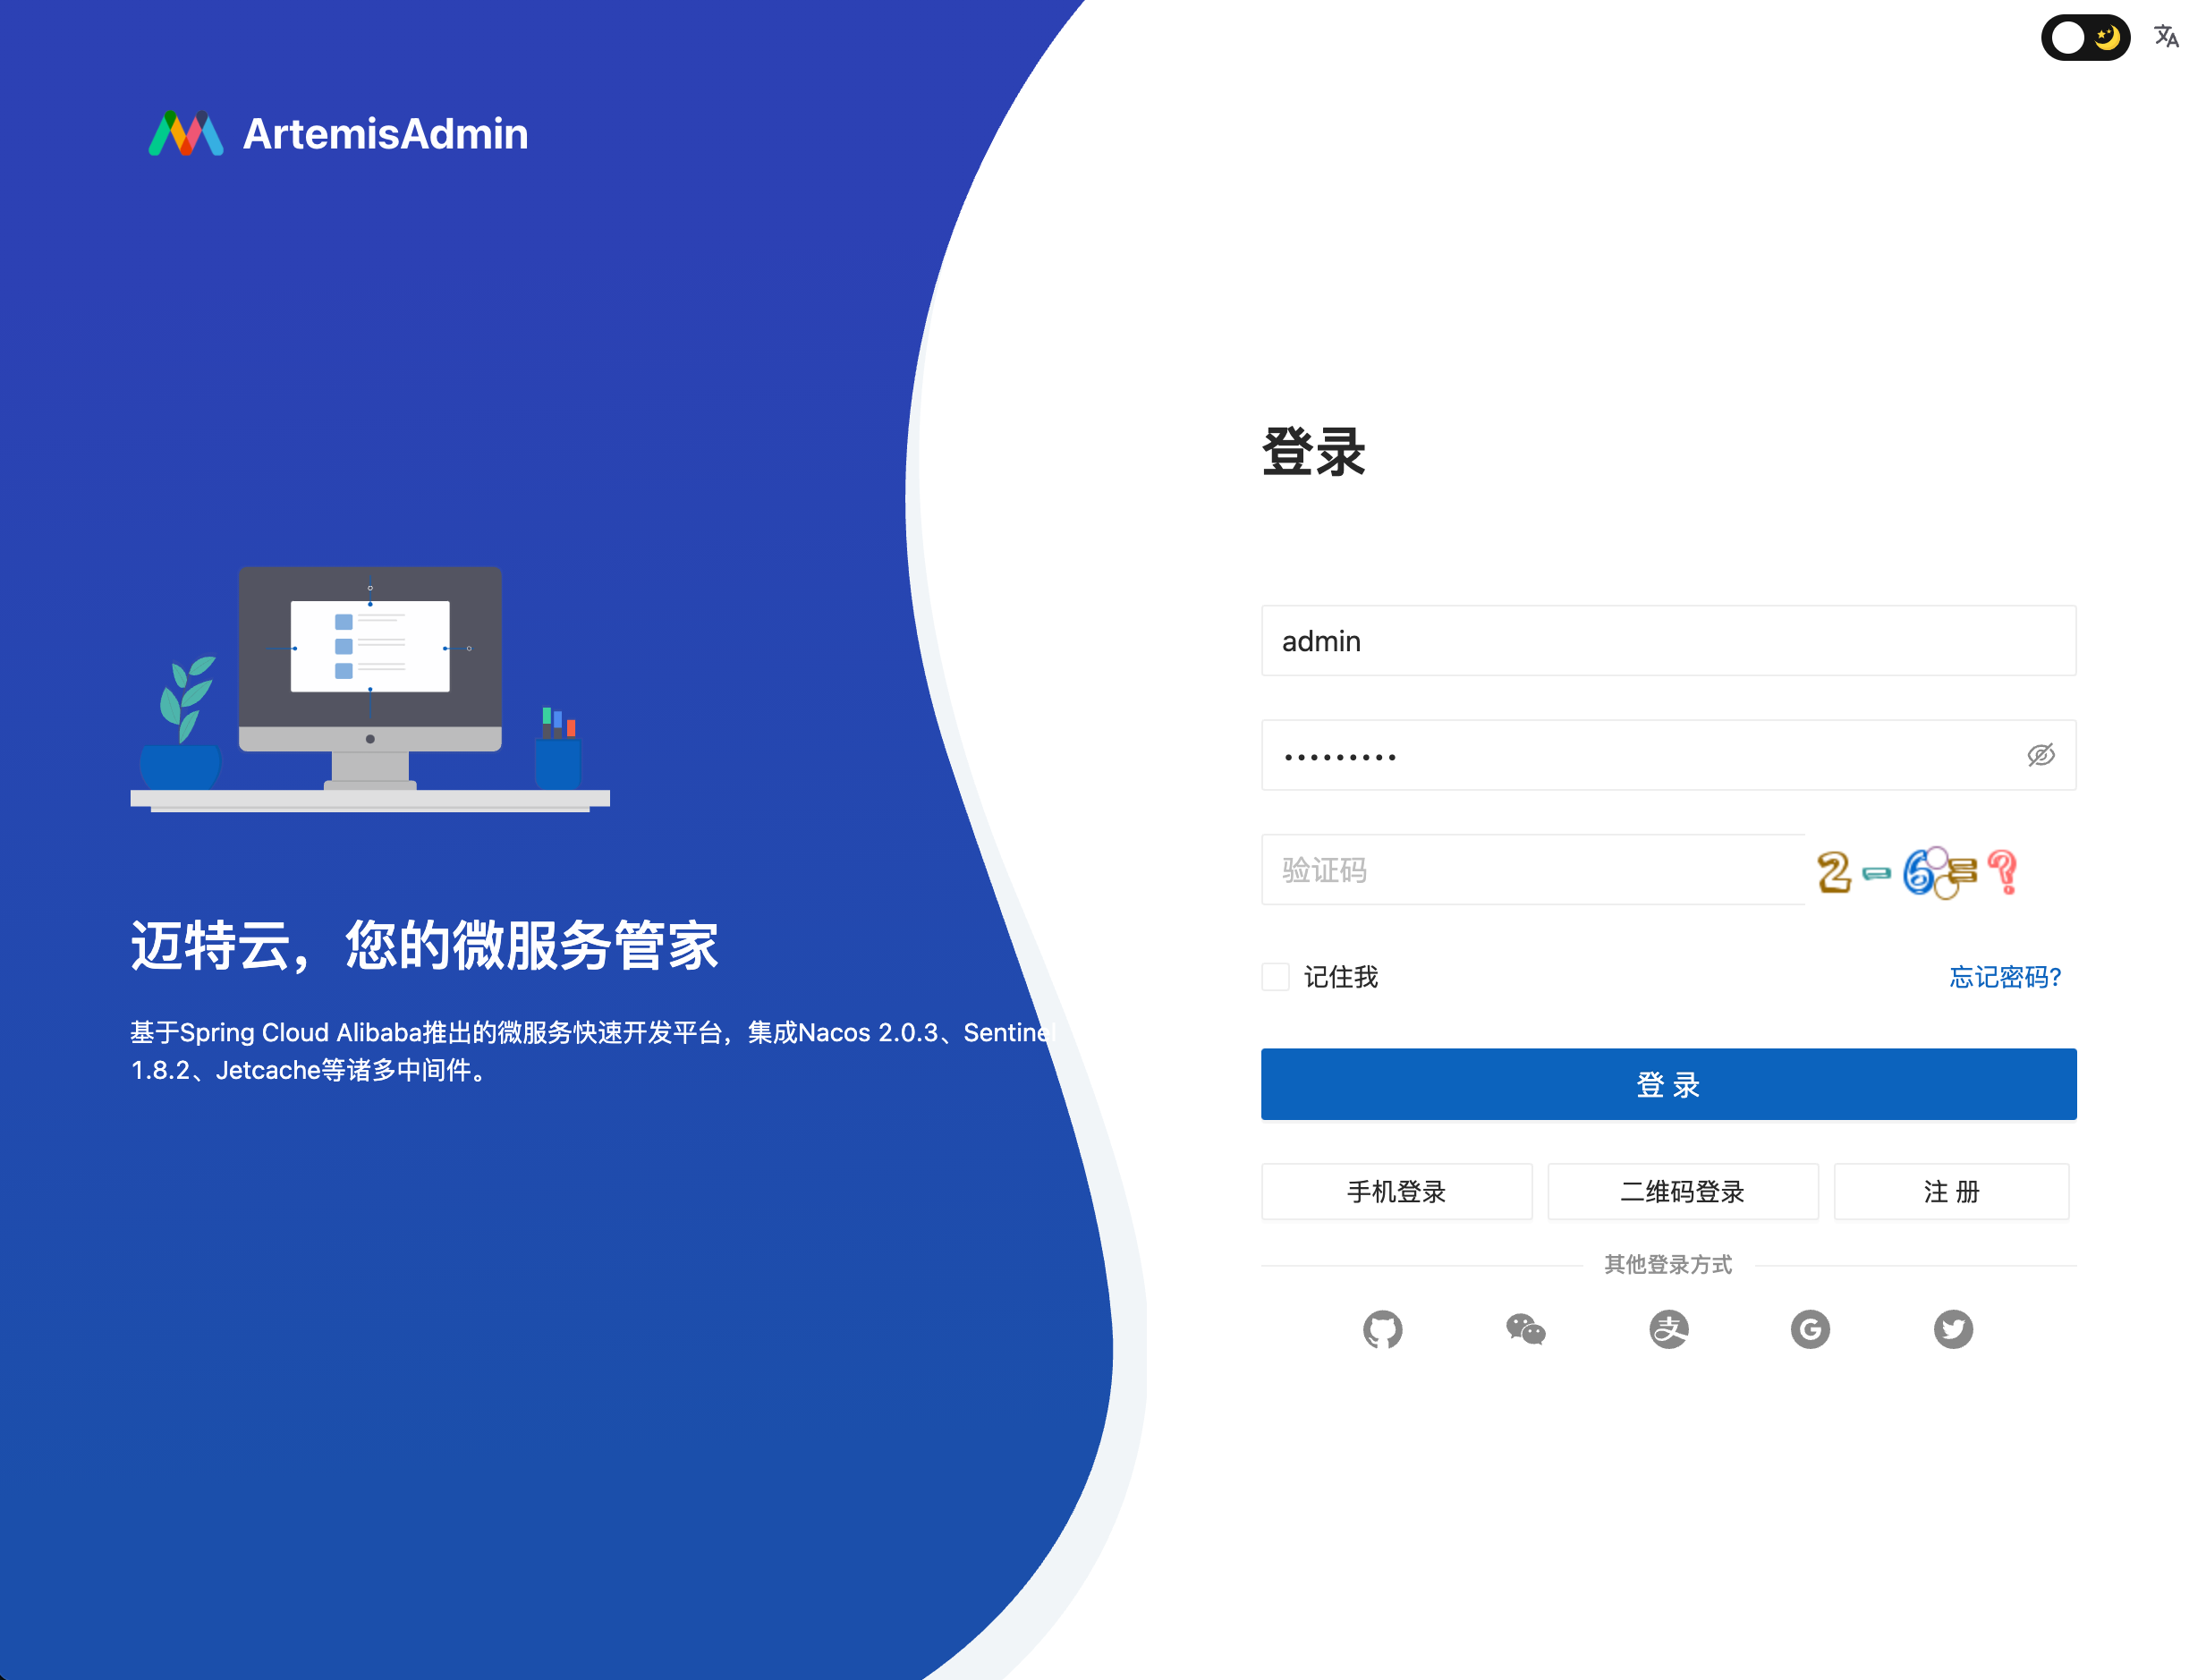 ArtemisAdmin
迈特云，您的微服务管家
基于Spring Cloud Alibaba推出的微服务快速开发平台，集成Nacos 2.0.3、Sentinel
1.8.2、Jetcache等诸多中间件。
登录
admin
验证码
2-6=?
记住我
忘记密码?
登 录
手机登录
二维码登录
注 册
其他登录方式